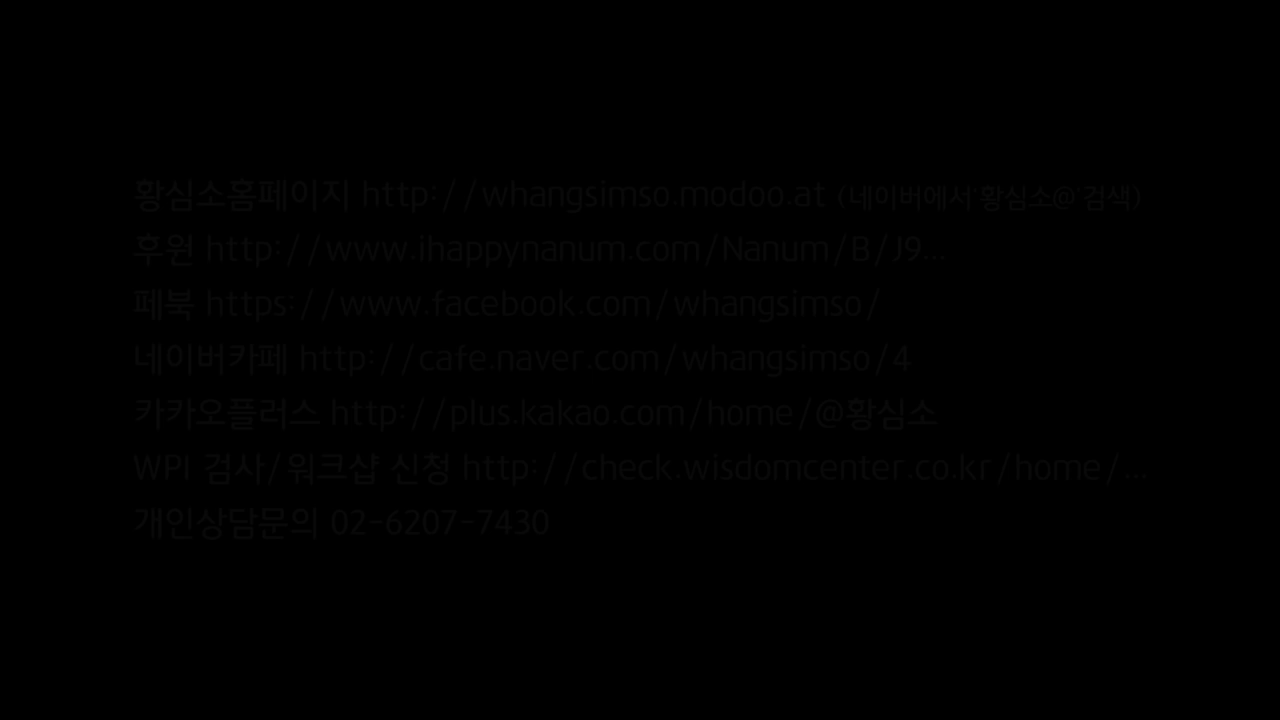 황심소홈페이지 http://whangsimso.modoo.at (네이버에서'황심소@'검색)
후원 http://www.ihappynanum.com/Nanum/B/J9...
페북 https://www.facebook.com/whangsimso/
네이버카페 http://cafe.naver.com/whangsimso/4
카카오플러스 http://plus.kakao.com/home/@황심소
WPI 검사/워크샵 신청 http://check.wisdomcenter.co.kr/home/...
개인상담문의 02-6207-7430